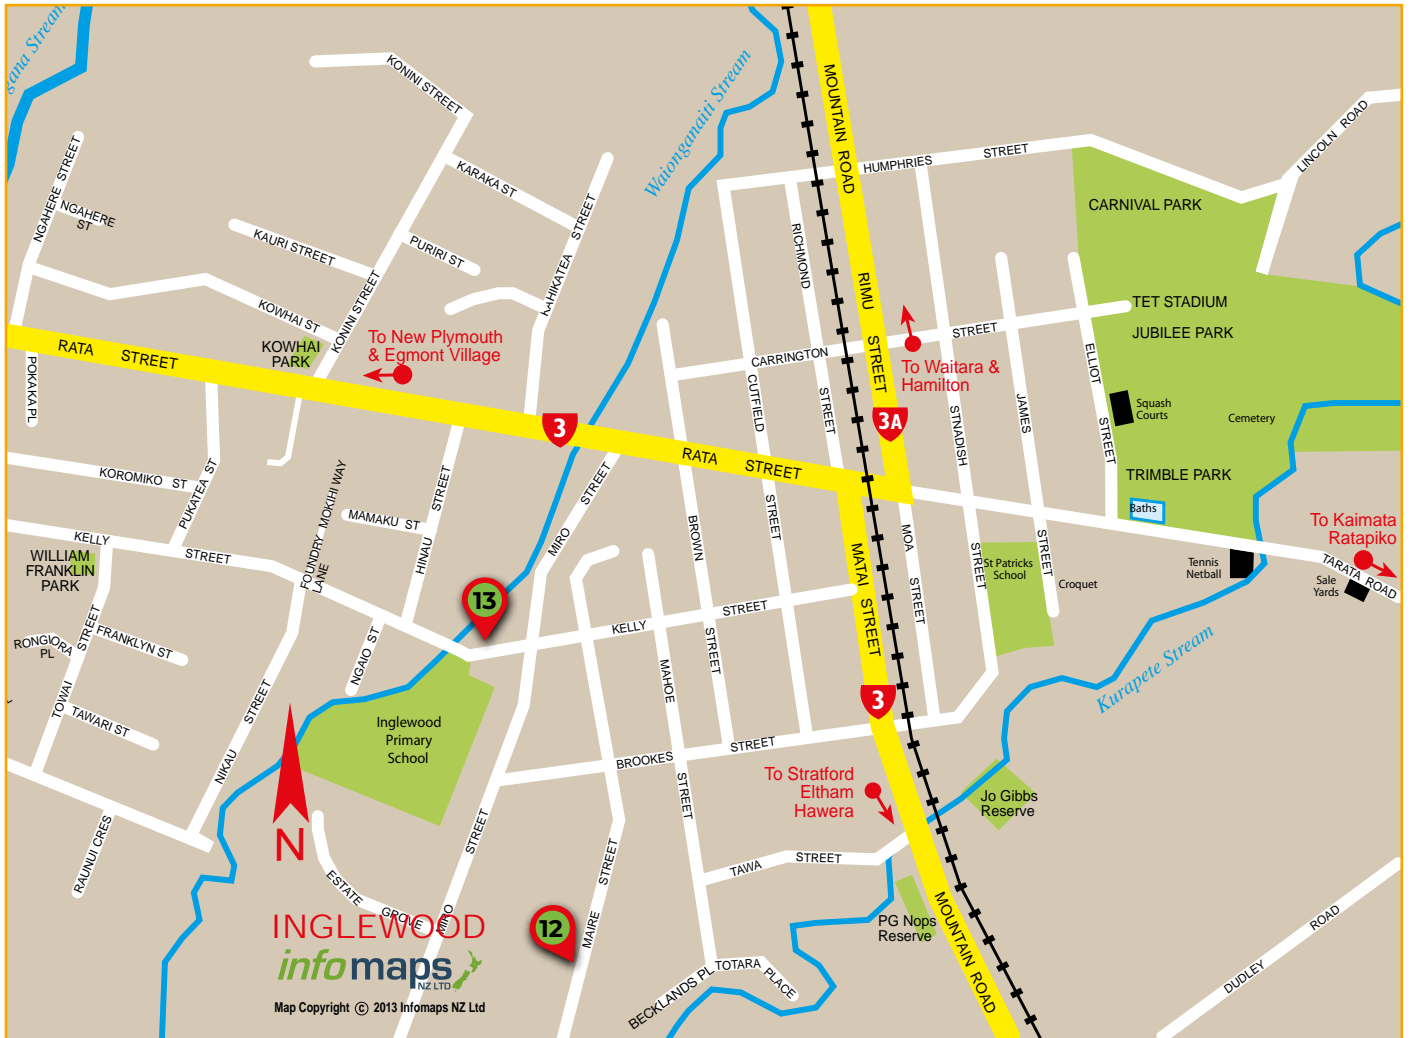 gana Stream
KONINI STREET
Waionganaiti Stream
MOUNTAIN ROAD
LINCOLN ROAD
HUMPHRIES STREET
NGAHERE STREET
NGAHERE
ST
KARAKA ST
CARNIVAL PARK
KAURI STREET
PURIRI ST
KAHIKATEA STREET
RICHMOND STREET
KONINI STREET
KOWHAI ST
RIMU STREET
TET STADIUM
JUBILEE PARK
CARRINGTON STREET
To New Plymouth
& Egmont Village
KOWHAI
PARK
RATA STREET
POKAKA PL
To Waitara &
Hamilton
ELLIOT STREET
CUTFIELD STREET
STNADISH STREET
JAMES STREET
Squash
Courts
Cemetery
3
3A
RATA STREET
TRIMBLE PARK
KOROMIKO ST
PUKATEA ST
FOUNDRY MOKIHI WAY
LANE
MAMAKU ST
HINAU STREET
MIRO STREET
BROWN STREET
MOA STREET
MATAI STREET
Baths
To Kaimata
Ratapiko
TARATA ROAD
Tennis
Netball
Sale
Yards
St Patricks
School
Croquet
KELLY STREET
WILLIAM
FRANKLIN
PARK
13
KELLY STREET
RONGIORA
PL
FRANKLYN ST
TOWAI STREET
TAWARI ST
NGAIO ST
MAHOE STREET
Kurapete Stream
3
NIKAU STREET
Inglewood
Primary
School
BROOKES STREET
To Stratford
Eltham
Hawera
Jo Gibbs
Reserve
N
RAUNUI CRES
ESTATE GROVE
MIRO STREET
MAIRE STREET
TAWA STREET
12
PG Nops
Reserve
MOUNTAIN ROAD
DUDLEY ROAD
BECKLANDS PL
TOTARA PLACE
INGLEWOOD
infomaps
NZ LTD
Map Copyright © 2013 Infomaps NZ Ltd